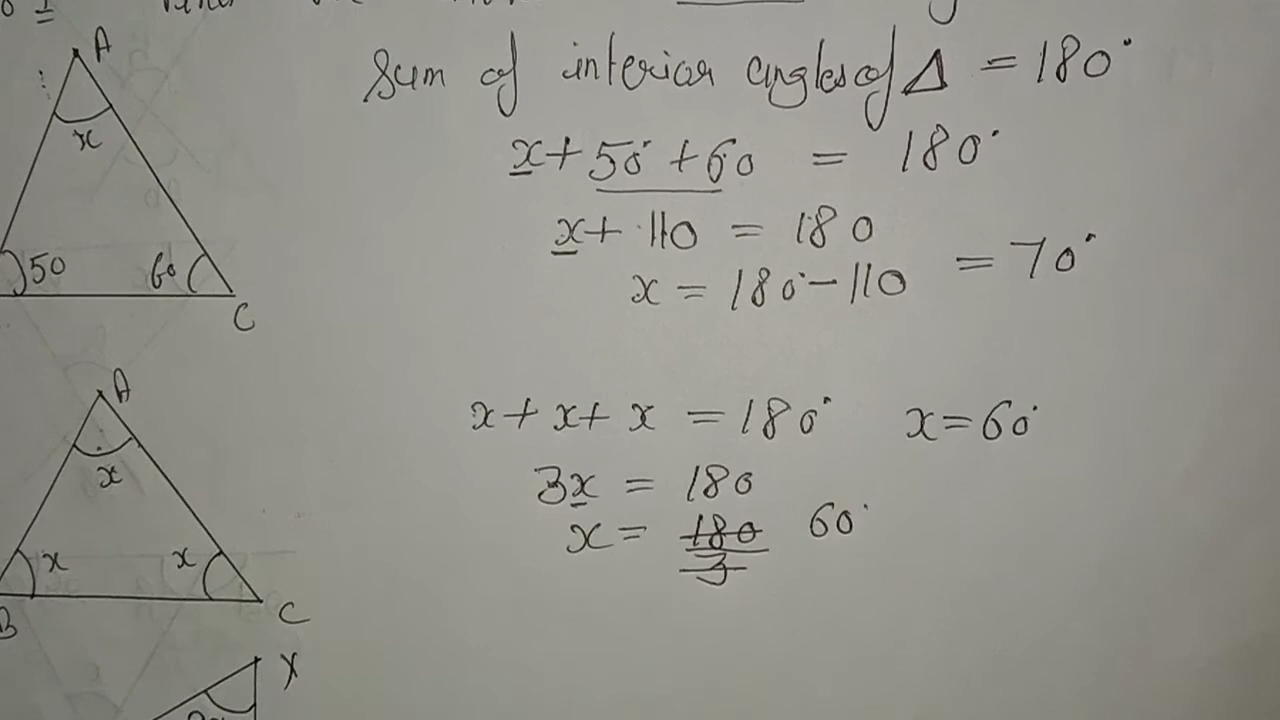 A
Sum of interior angles of Δ = 180°
x
x + 50° + 60 = 180°
x + 110 = 180
50 60
x = 180° - 110 = 70°
C
A
x + x + x = 180° x = 60°
x
3x = 180
x = 180/3 60°
x x
B C
X